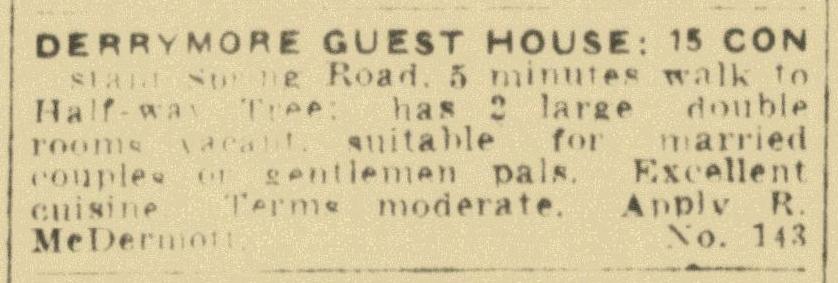 DERRYMORE GUEST HOUSE: 15 CON
stant Spring Road. 5 minutes walk to
Half-way Tree: has 2 large double
rooms vacant, suitable for married
couples or gentlemen pals. Excellent
cuisine Terms moderate. Apply R.
McDermott. No. 143